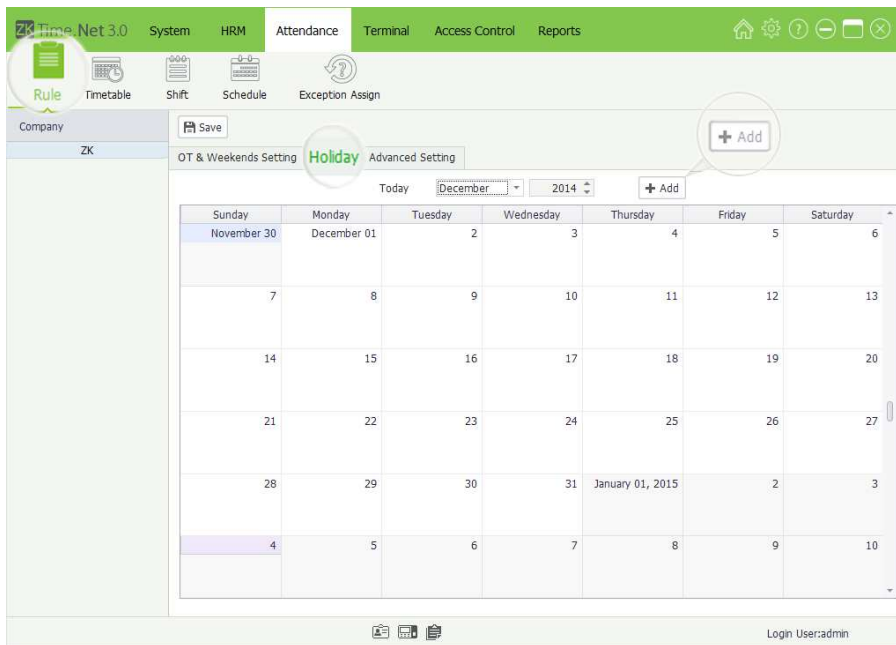 ZK Time.Net 3.0 System HRM Attendance Terminal Access Control Reports
Rule Timetable Shift Schedule Exception Assign
Company
ZK
Save
+ Add
OT & Weekends Setting Holiday Advanced Setting
Today December 2014 + Add
Sunday Monday Tuesday Wednesday Thursday Friday Saturday
November 30 December 01 2 3 4 5 6
7 8 9 10 11 12 13
14 15 16 17 18 19 20
21 22 23 24 25 26 27
28 29 30 31 January 01, 2015 2 3
4 5 6 7 8 9 10
Login User:admin